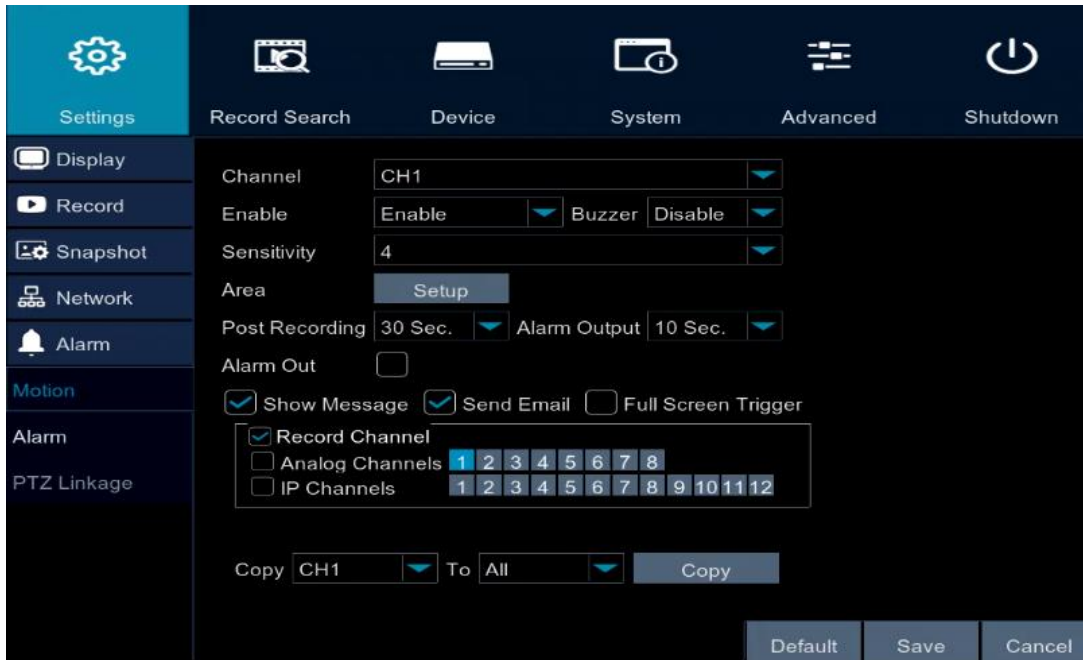 Settings Record Search Device System Advanced Shutdown
Display
Record
Snapshot
Network
Alarm
Motion
Alarm
PTZ Linkage
Channel CH1
Enable Enable Buzzer Disable
Sensitivity 4
Area Setup
Post Recording 30 Sec. Alarm Output 10 Sec.
Alarm Out
Show Message Send Email Full Screen Trigger
Record Channel
Analog Channels 1 2 3 4 5 6 7 8
IP Channels 1 2 3 4 5 6 7 8 9 10 11 12
Copy CH1 To All Copy
Default Save Cancel